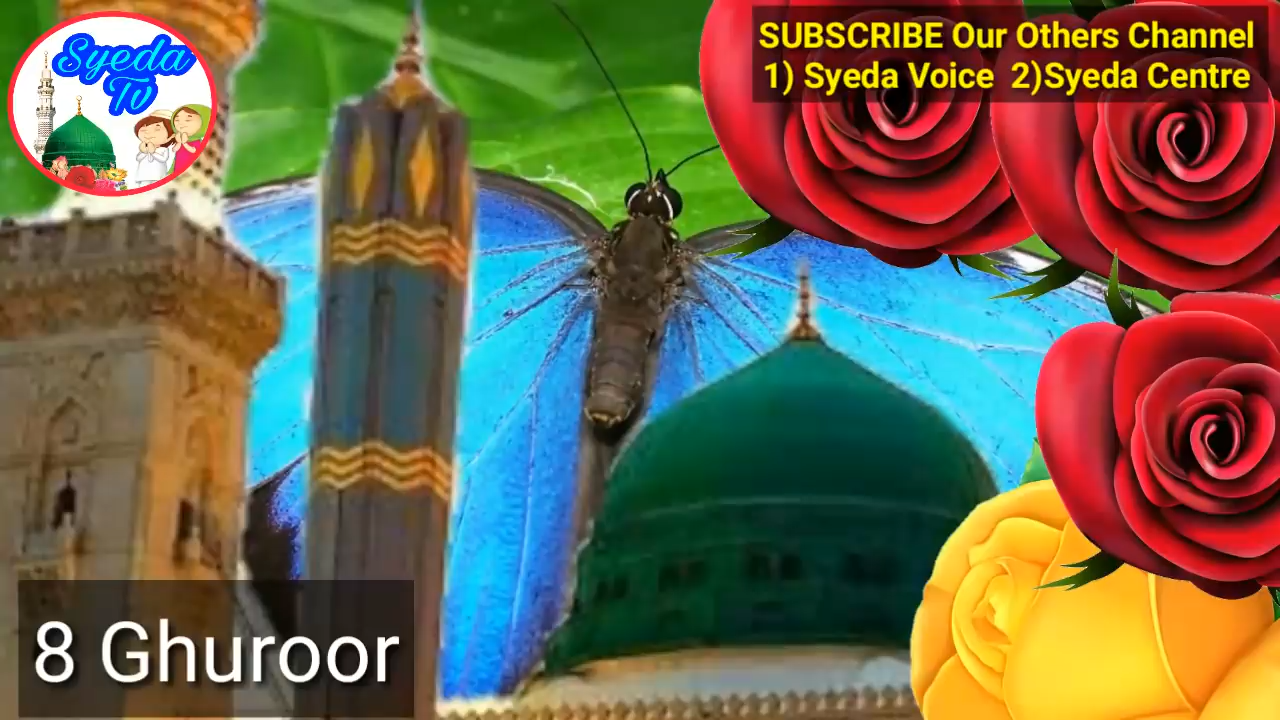 Syeda
Tv
SUBSCRIBE Our Others Channel
1) Syeda Voice 2)Syeda Centre
8 Ghuroor